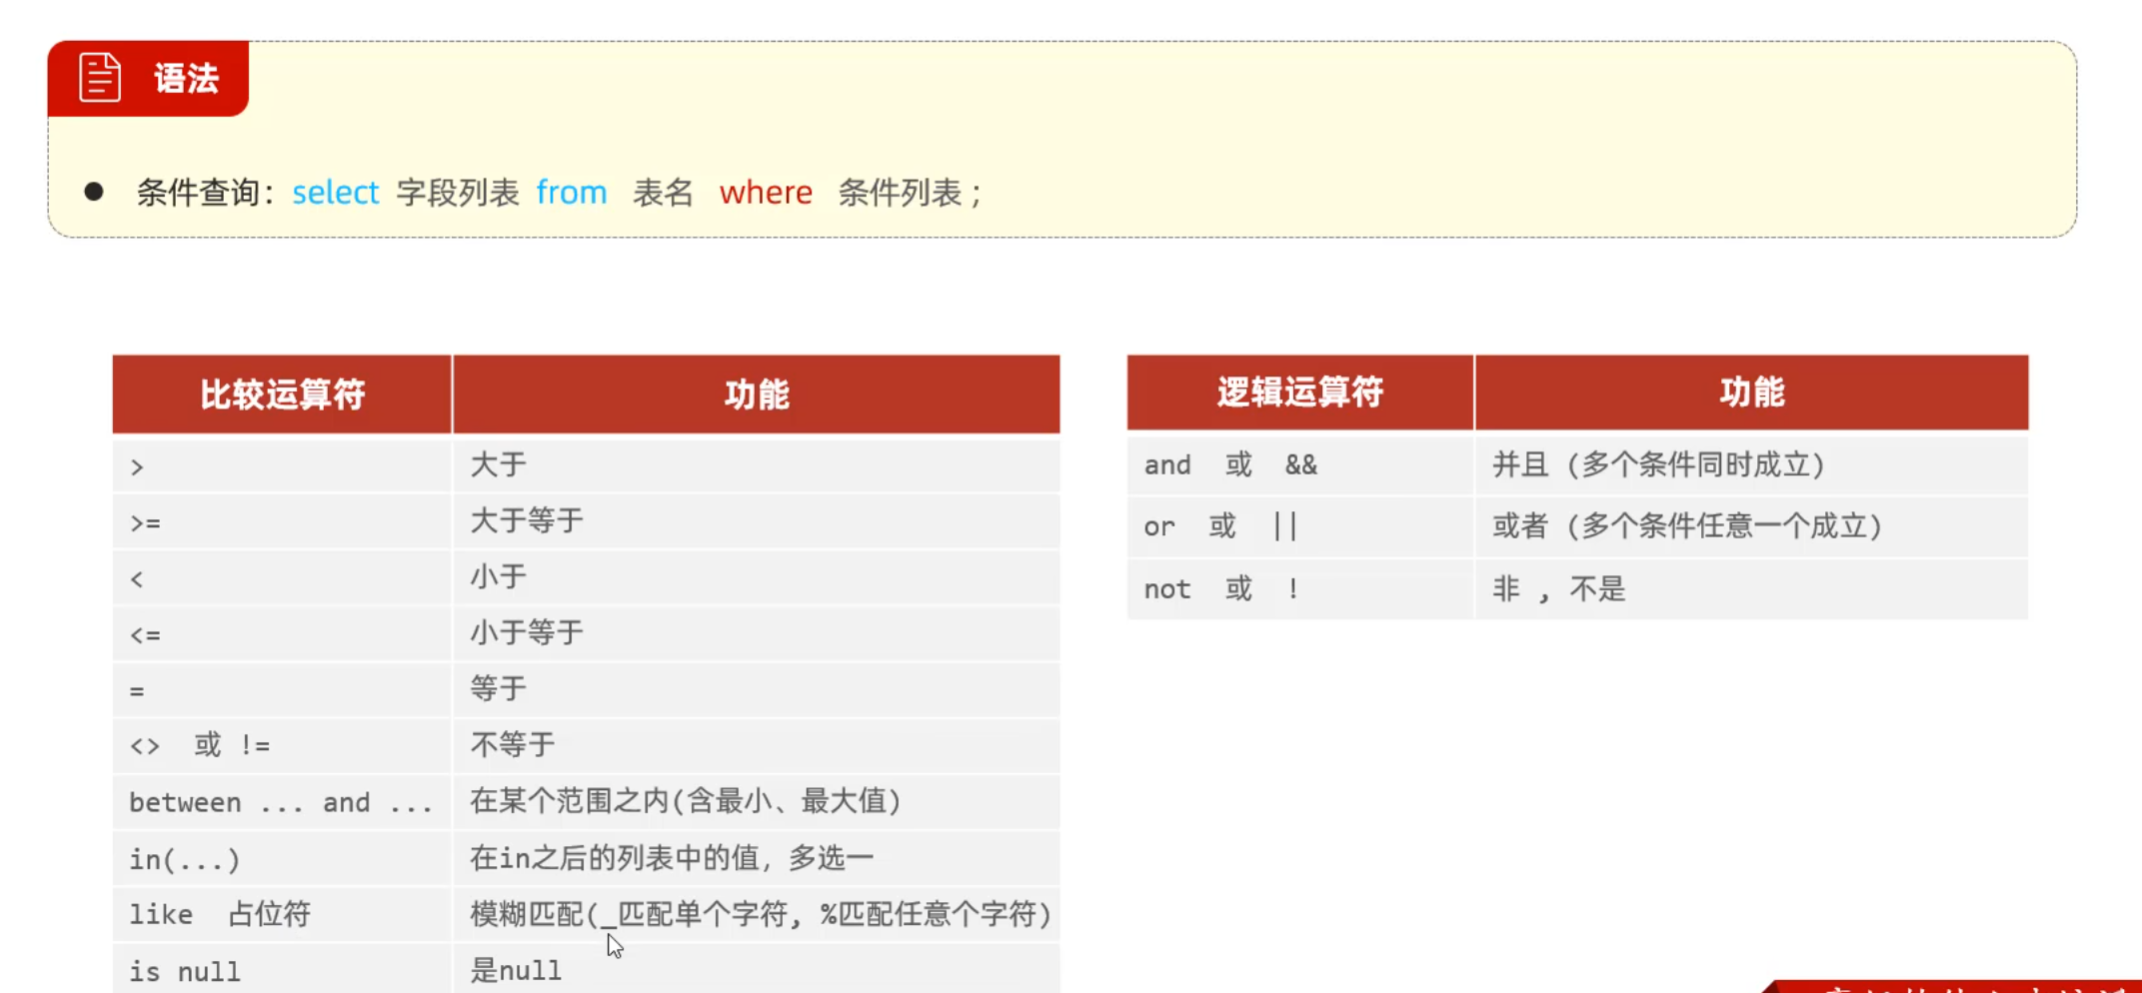 语法
条件查询：select 字段列表 from 表名 where 条件列表 ;
比较运算符 功能
> 大于
>= 大于等于
< 小于
<= 小于等于
= 等于
<> 或 != 不等于
between ... and ... 在某个范围之内(含最小、最大值)
in(...) 在in之后的列表中的值，多选一
like 占位符 模糊匹配(_匹配单个字符, %匹配任意个字符)
is null 是null
逻辑运算符 功能
and 或 && 并且 (多个条件同时成立)
or 或 || 或者 (多个条件任意一个成立)
not 或 ! 非 , 不是